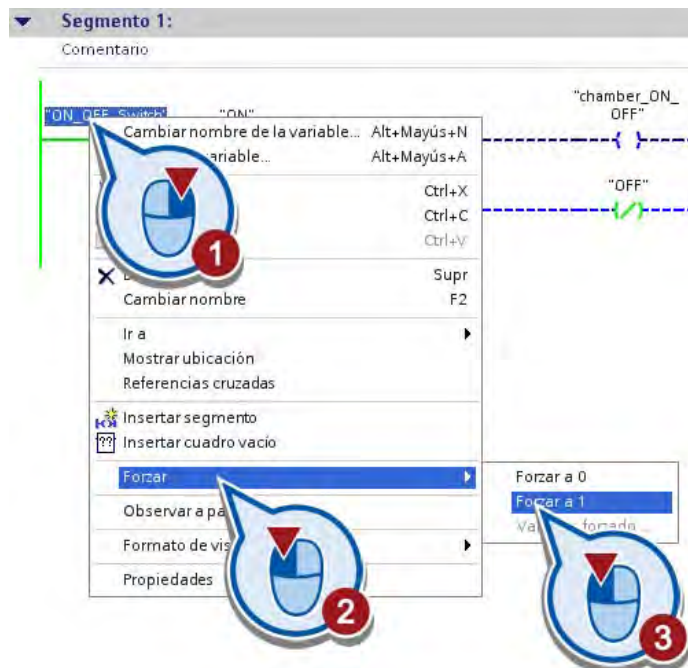 Segmento 1:
Comentario
"ON_OFF_Switch" "ON"
"chamber_ON_
OFF"
"OFF"
Cambiar nombre de la variable... Alt+Mayús+N
ariable... Alt+Mayús+A
Ctrl+X
Ctrl+C
Ctrl+V
1
Supr
Cambiar nombre F2
Ir a
Mostrar ubicación
Referencias cruzadas
Insertar segmento
?? Insertar cuadro vacío
Forzar
Forzar a 0
Forzar a 1
forzado...
Observar a pa
Formato de vis
Propiedades
2
3